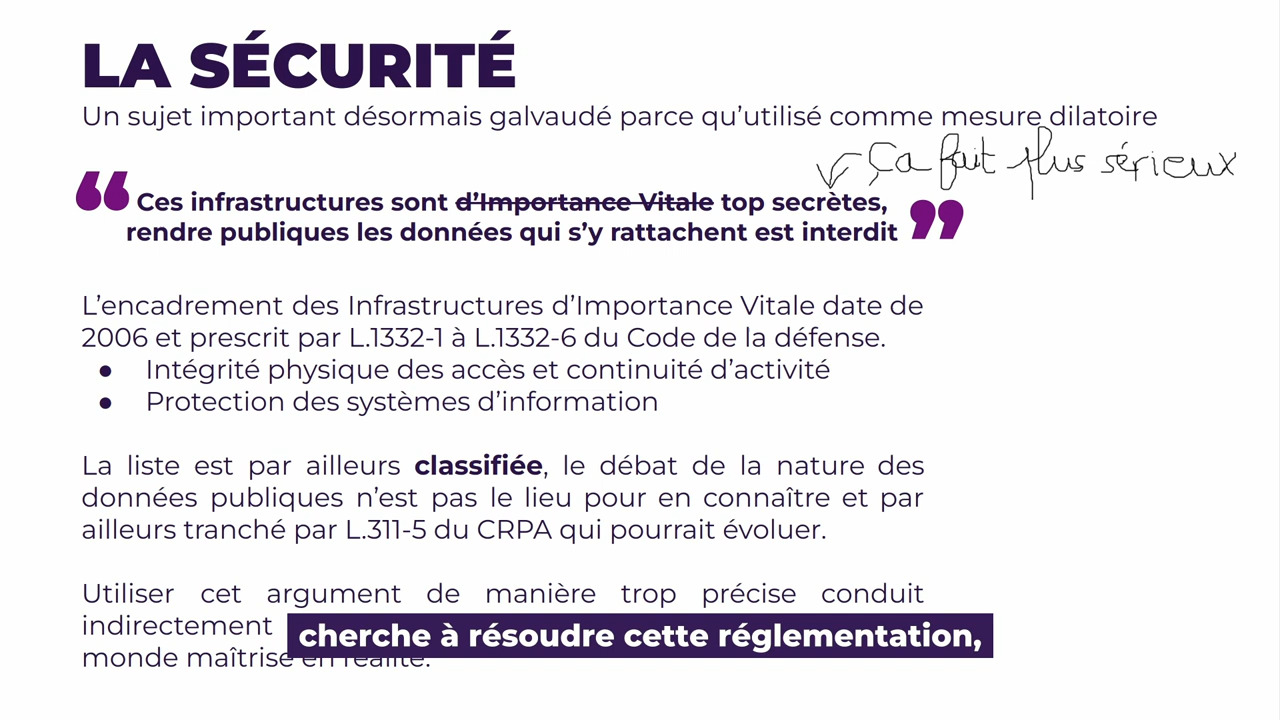 LA SÉCURITÉ
Un sujet important désormais galvaudé parce qu'utilisé comme mesure dilatoire
Ça fait plus sérieux
“ Ces infrastructures sont d'Importance Vitale top secrètes,
rendre publiques les données qui s'y rattachent est interdit ”
L'encadrement des Infrastructures d'Importance Vitale date de
2006 et prescrit par L.1332-1 à L.1332-6 du Code de la défense.
● Intégrité physique des accès et continuité d'activité
● Protection des systèmes d'information
La liste est par ailleurs classifiée, le débat de la nature des
données publiques n'est pas le lieu pour en connaître et par
ailleurs tranché par L.311-5 du CRPA qui pourrait évoluer.
Utiliser cet argument de manière trop précise conduit
indirectement
cherche à résoudre cette réglementation,
monde maîtrise en réalité.